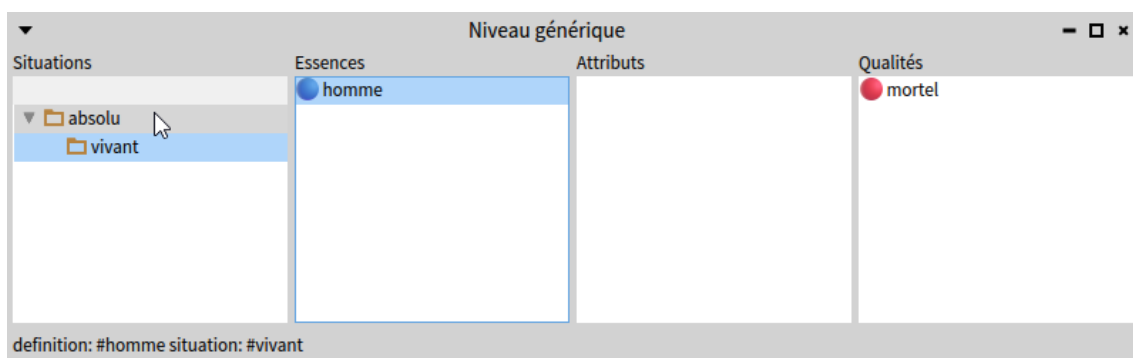 Niveau générique
Situations Essences Attributs Qualités
homme mortel
absolu
vivant
definition: #homme situation: #vivant